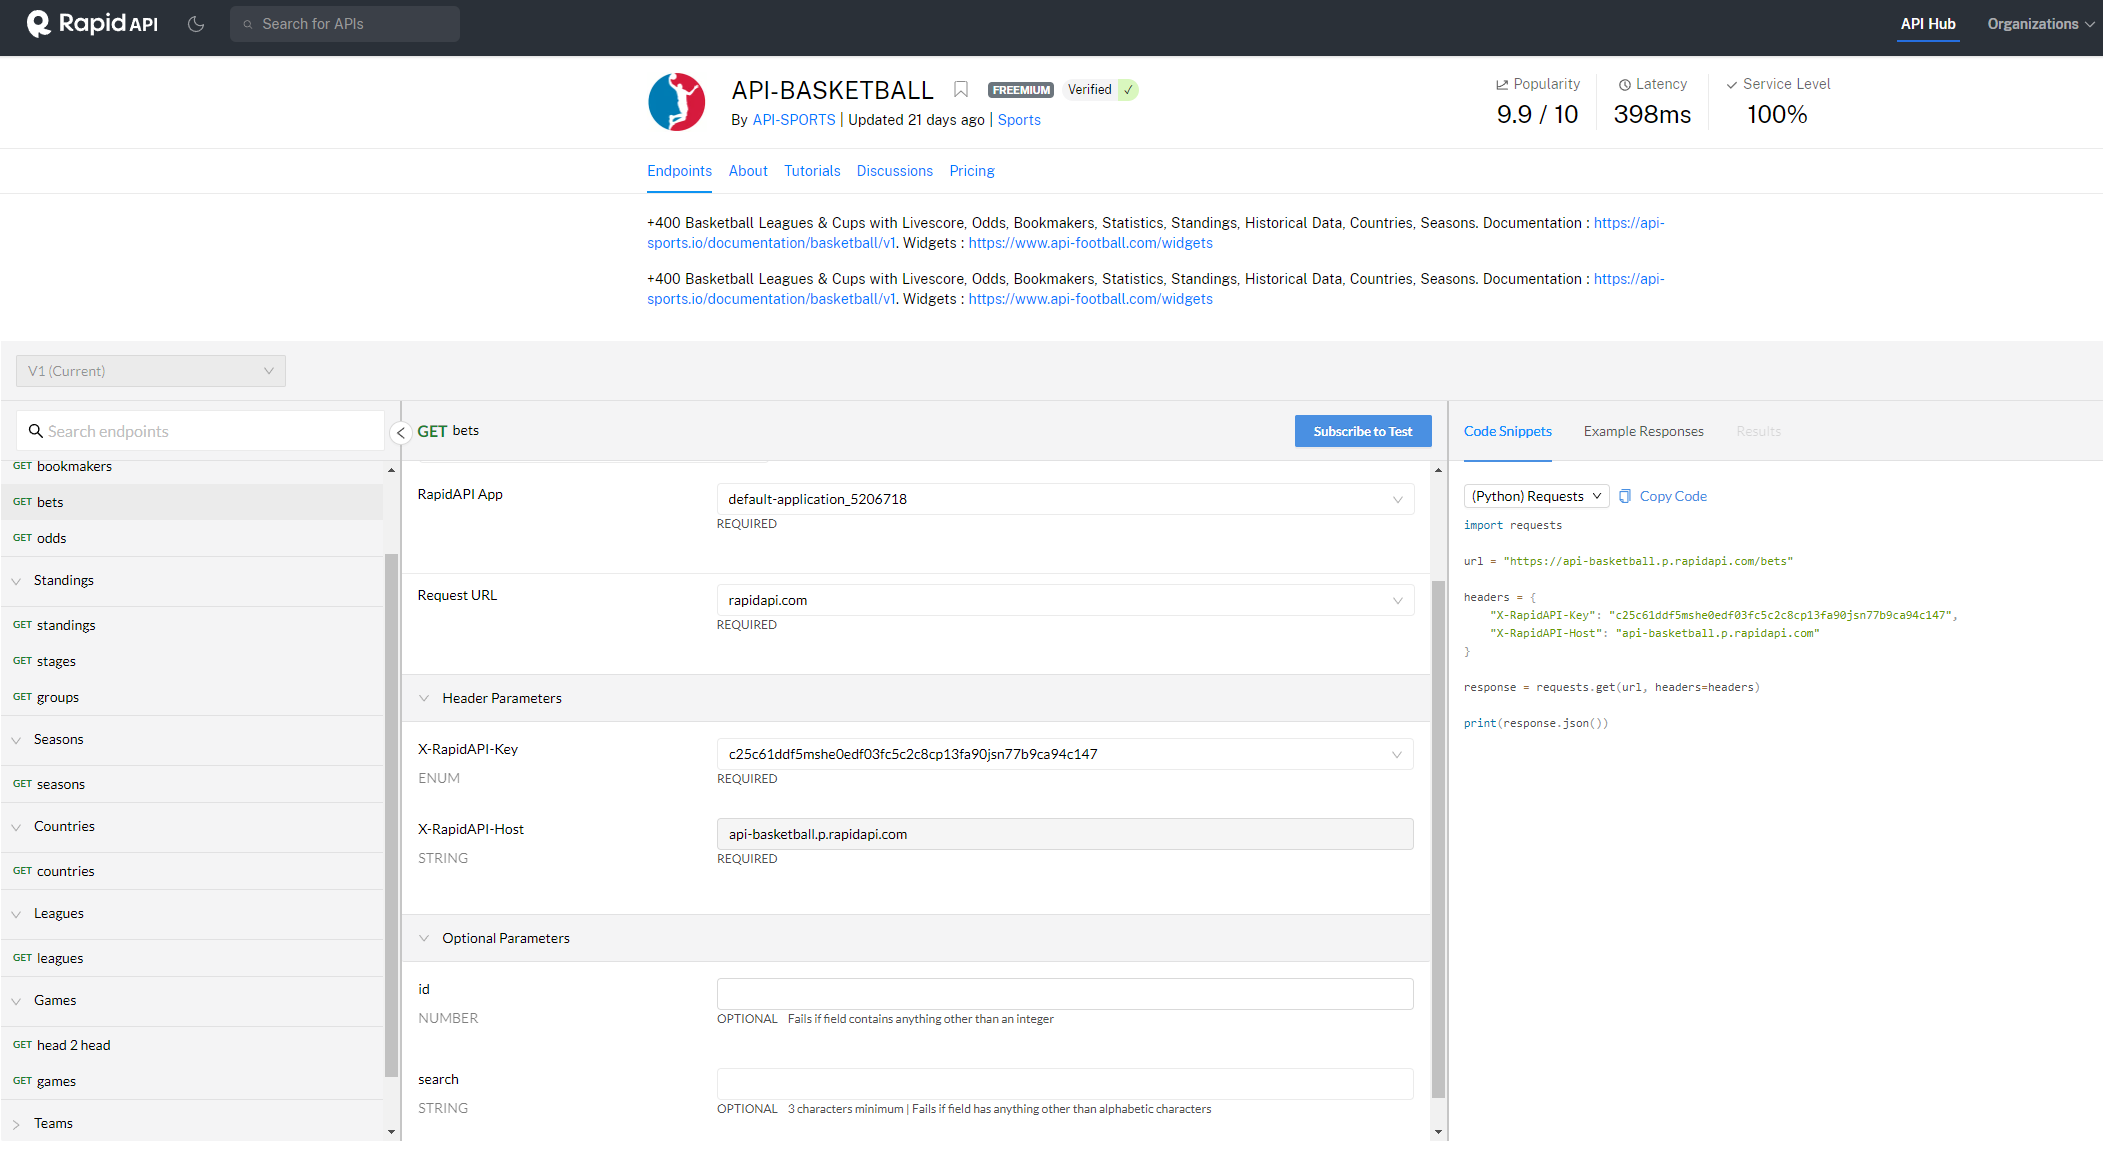 Rapid API
Search for APIs
API Hub
Organizations
API-BASKETBALL
FREEMIUM
Verified ✓
By API-SPORTS | Updated 21 days ago | Sports
Popularity
9.9 / 10
Latency
398ms
Service Level
100%
Endpoints
About
Tutorials
Discussions
Pricing
+400 Basketball Leagues & Cups with Livescore, Odds, Bookmakers, Statistics, Standings, Historical Data, Countries, Seasons. Documentation : https://api-
sports.io/documentation/basketball/v1. Widgets : https://www.api-football.com/widgets
+400 Basketball Leagues & Cups with Livescore, Odds, Bookmakers, Statistics, Standings, Historical Data, Countries, Seasons. Documentation : https://api-
sports.io/documentation/basketball/v1. Widgets : https://www.api-football.com/widgets
V1 (Current)
Search endpoints
GET bookmakers
GET bets
GET odds
Standings
GET standings
GET stages
GET groups
Seasons
GET seasons
Countries
GET countries
Leagues
GET leagues
Games
GET head 2 head
GET games
Teams
GET bets
Subscribe to Test
RapidAPI App
default-application_5206718
REQUIRED
Request URL
rapidapi.com
REQUIRED
Header Parameters
X-RapidAPI-Key
ENUM
c25c61ddf5mshe0edf03fc5c2c8cp13fa90jsn77b9ca94c147
REQUIRED
X-RapidAPI-Host
STRING
api-basketball.p.rapidapi.com
REQUIRED
Optional Parameters
id
NUMBER
OPTIONAL Fails if field contains anything other than an integer
search
STRING
OPTIONAL 3 characters minimum | Fails if field has anything other than alphabetic characters
Code Snippets
Example Responses
Results
(Python) Requests
Copy Code
import requests
url = "https://api-basketball.p.rapidapi.com/bets"
headers = {
"X-RapidAPI-Key": "c25c61ddf5mshe0edf03fc5c2c8cp13fa90jsn77b9ca94c147",
"X-RapidAPI-Host": "api-basketball.p.rapidapi.com"
}
response = requests.get(url, headers=headers)
print(response.json())